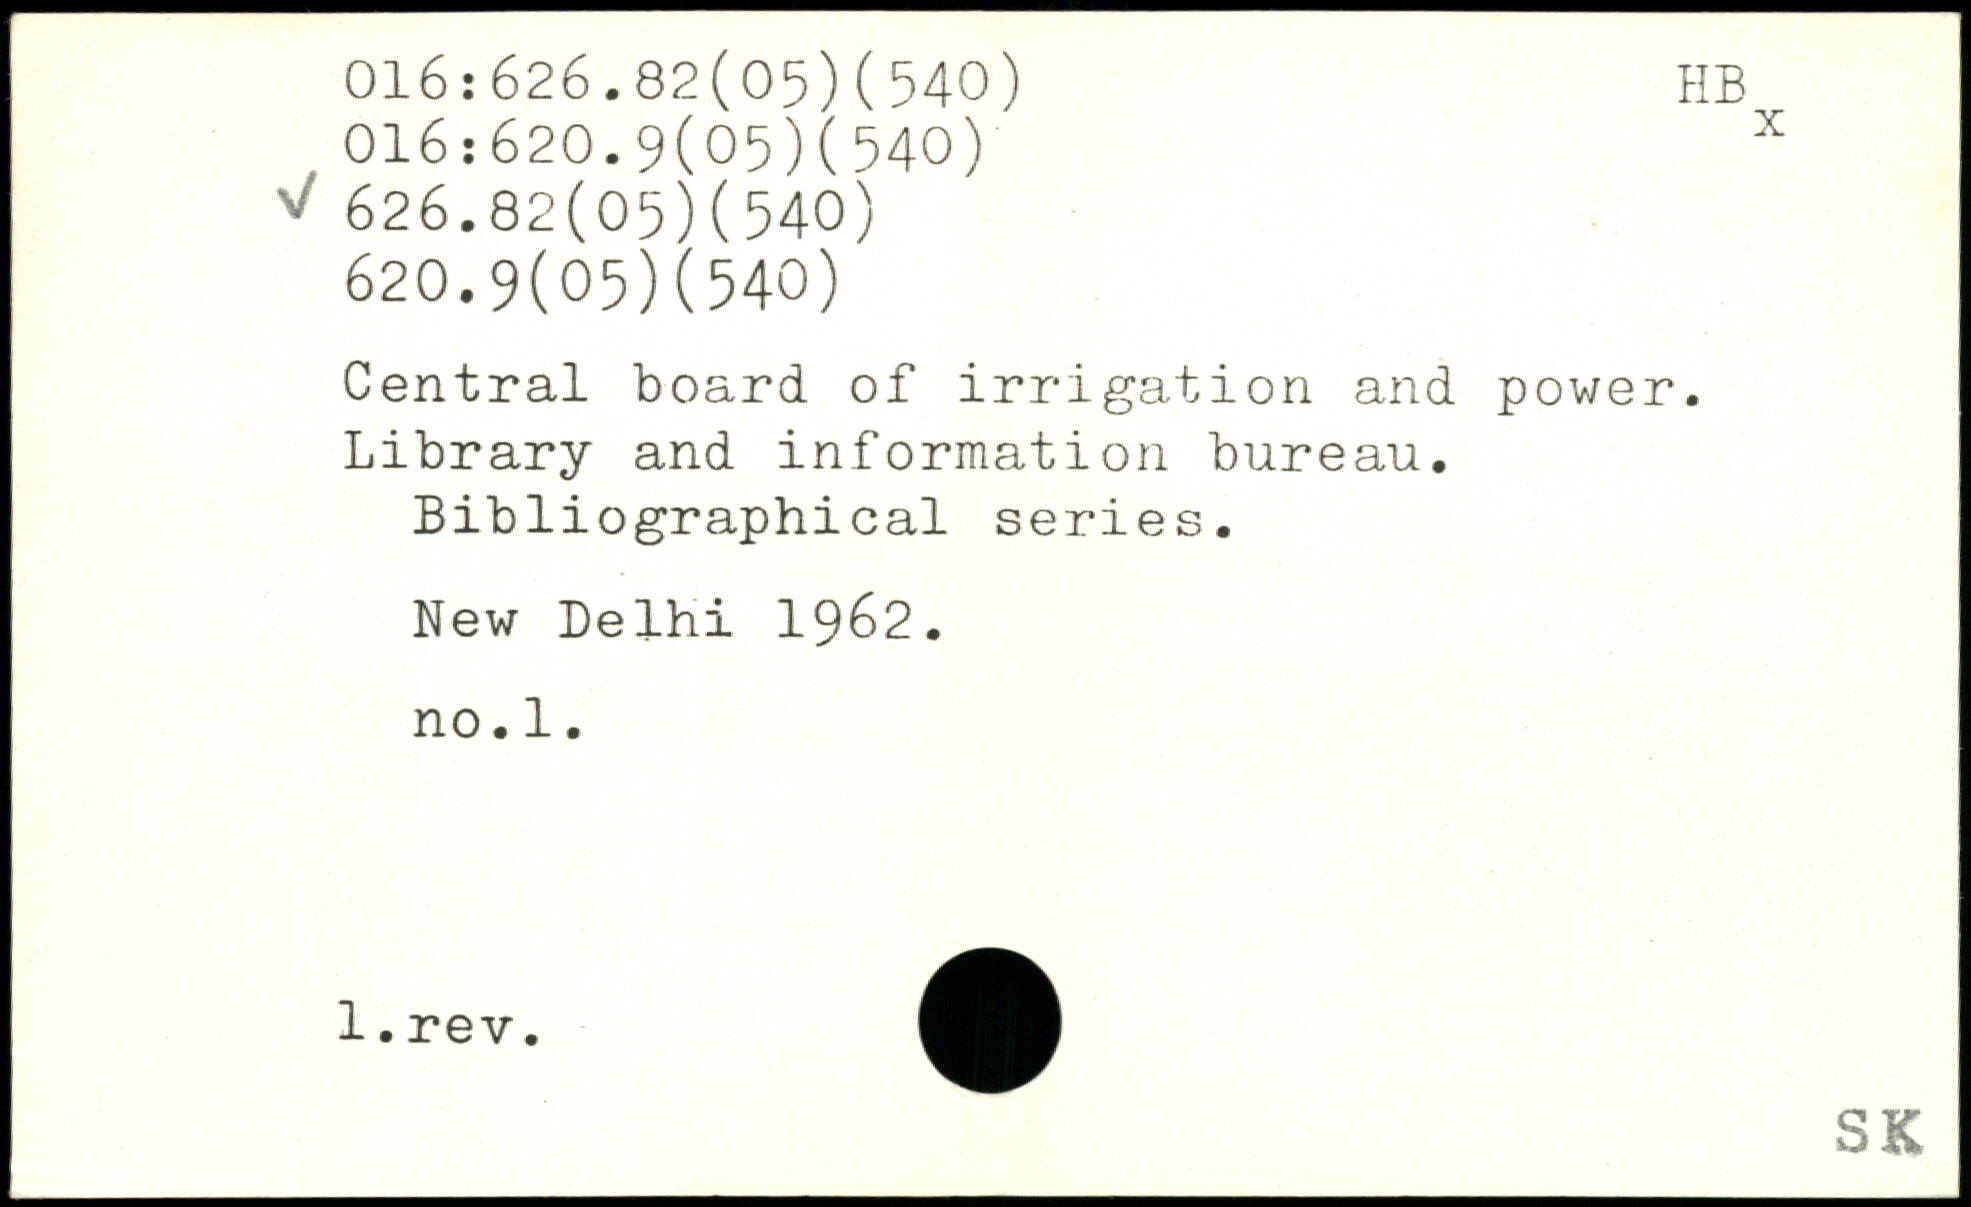 016:626.82(05)(540)
HBx
016:620.9(05)(540)
✓ 626.82(05)(540)
620.9(05)(540)
Central board of irrigation and power.
Library and information bureau.
Bibliographical series.
New Delhi 1962.
no.1.
1.rev.
SK